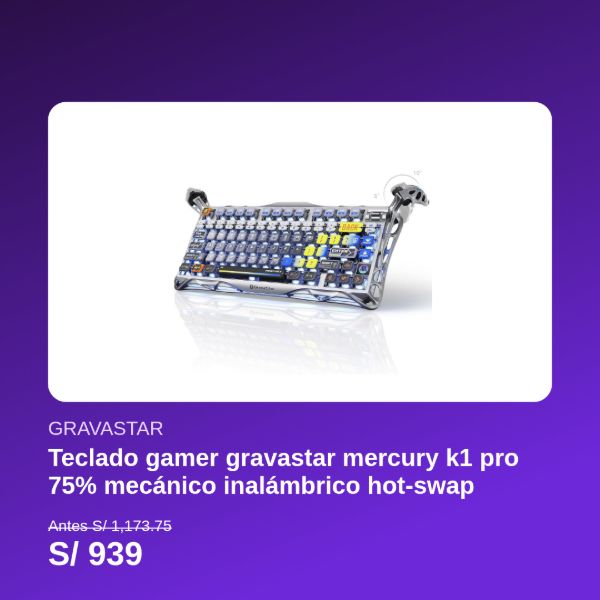 GRAVASTAR
Teclado gamer gravastar mercury k1 pro
75% mecánico inalámbrico hot-swap
Antes S/ 1,173.75
S/ 939